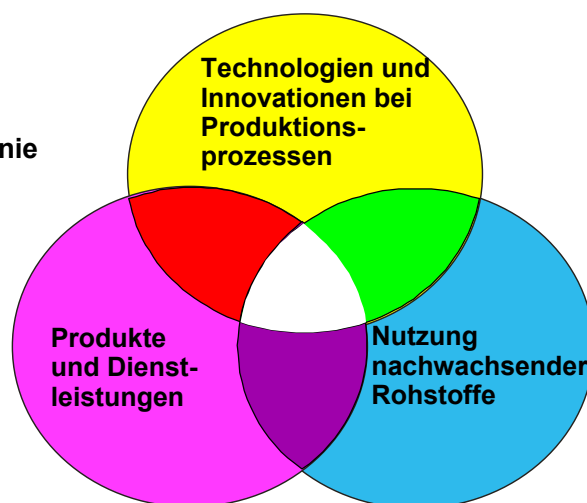 Technologien und
Innovationen bei
Produktions-
prozessen
nie
Produkte
und Dienst-
leistungen
Nutzung
nachwachsender
Rohstoffe